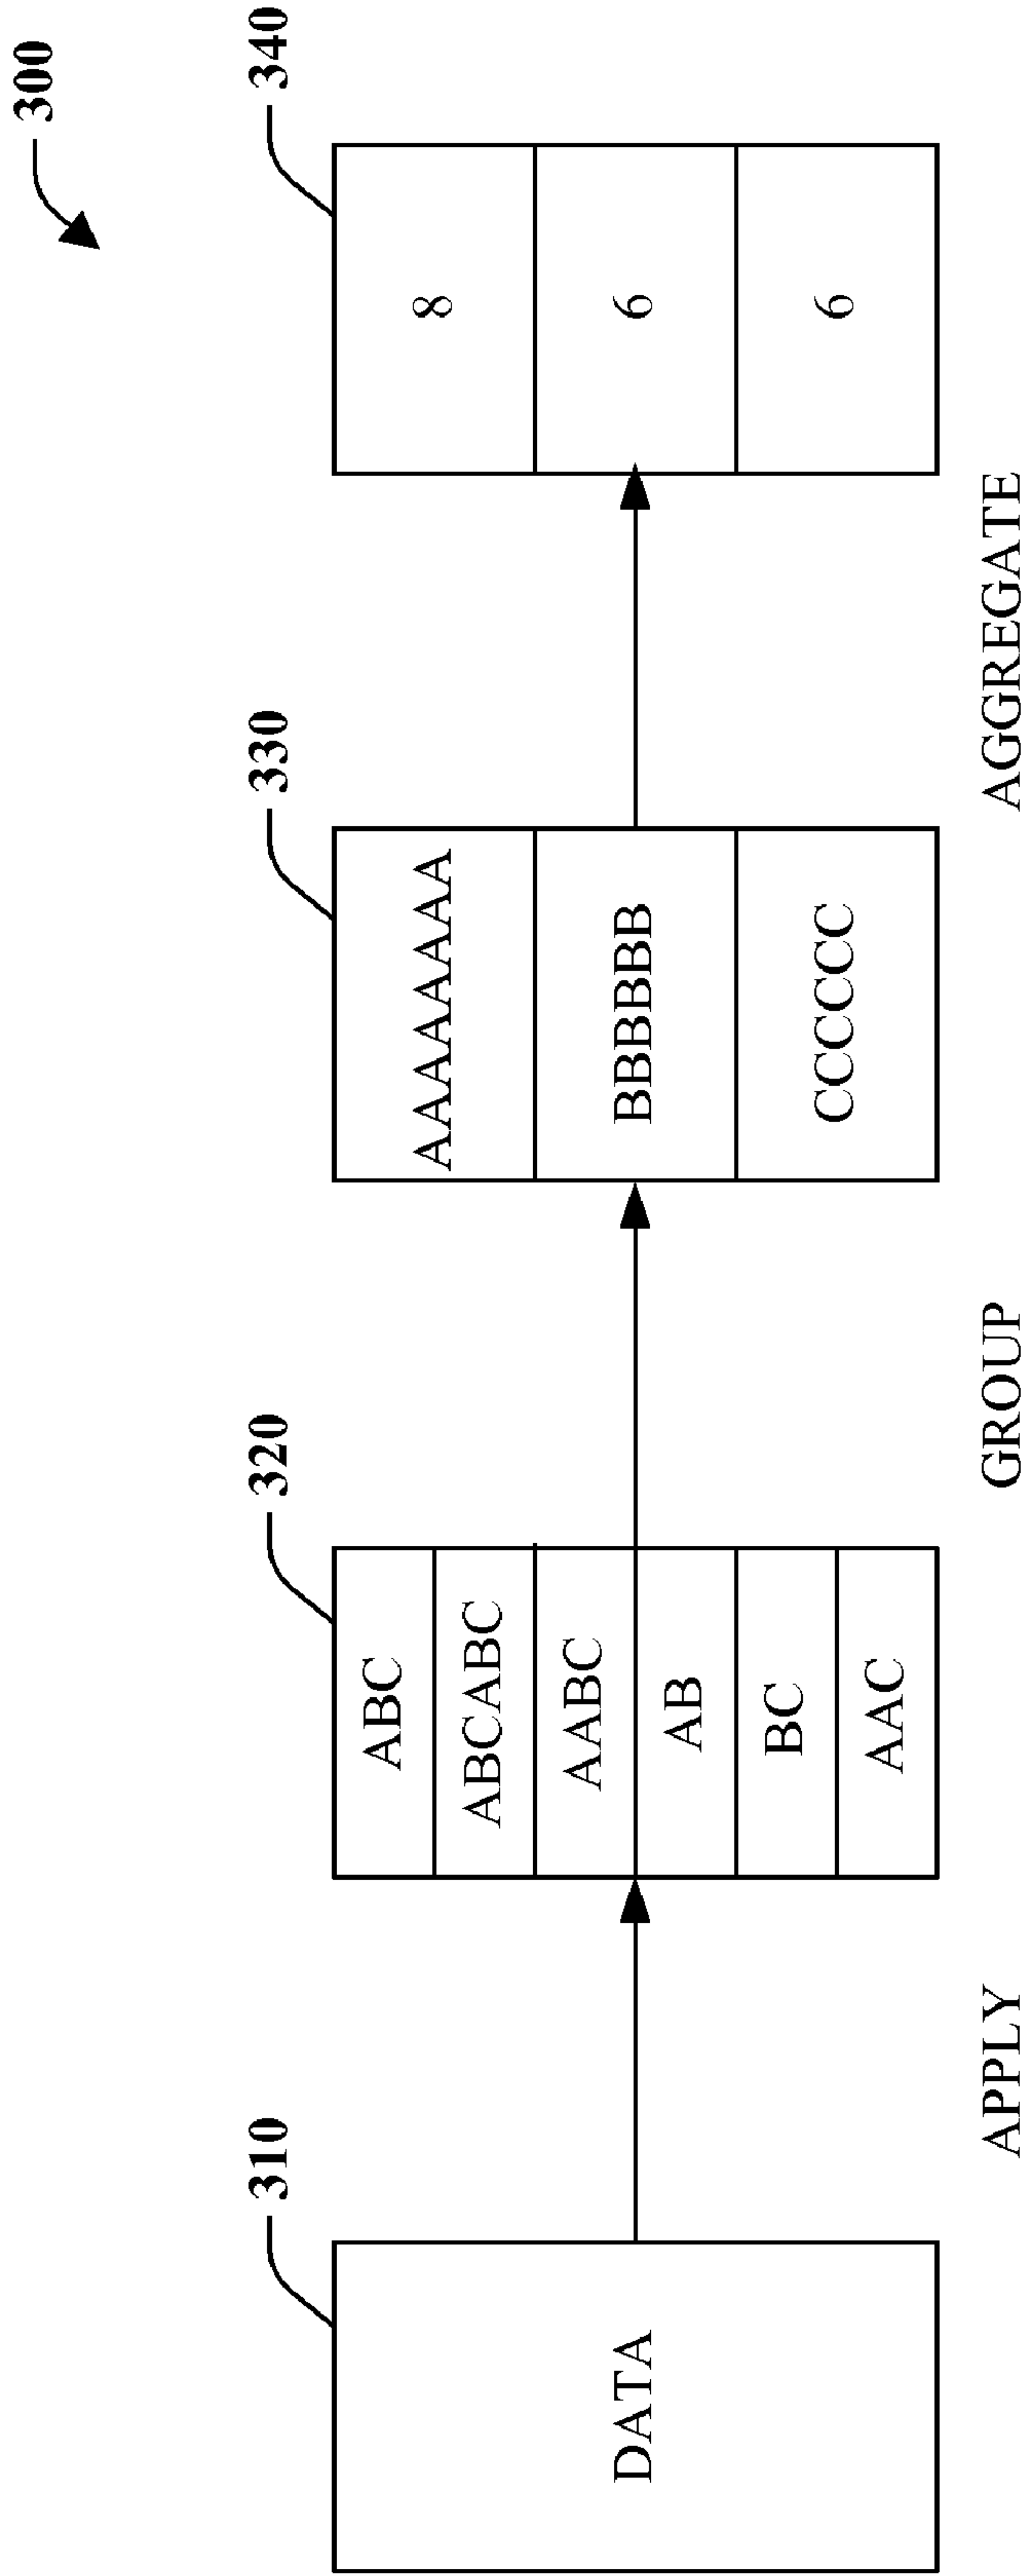 300
310
320
330
340
DATA
ABC
ABCABC
AABC
AB
BC
AAC
AAAAAAAA
BBBBBB
CCCCCC
8
6
6
APPLY
GROUP
AGGREGATE